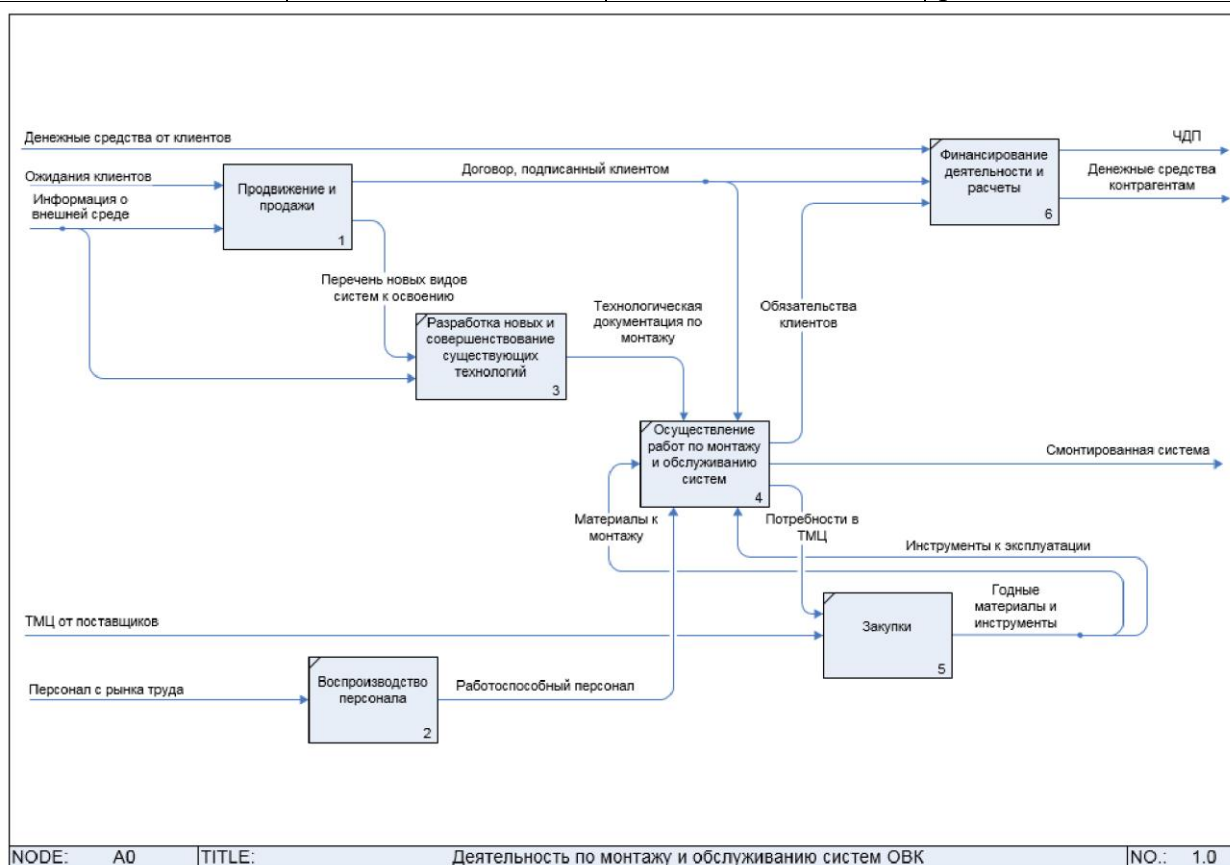 Денежные средства от клиентов
ЧДП
Финансирование
деятельности и
расчеты
6
Денежные средства
контрагентам
Ожидания клиентов
Информация о
внешней среде
Продвижение и
продажи
1
Договор, подписанный клиентом
Перечень новых видов
систем к освоению
Разработка новых и
совершенствование
существующих
технологий
3
Технологическая
документация по
монтажу
Обязательства
клиентов
Осуществление
работ по монтажу
и обслуживанию
систем
4
Смонтированная система
Материалы к
монтажу
Потребности в
ТМЦ
Инструменты к эксплуатации
Годные
материалы и
инструменты
ТМЦ от поставщиков
Закупки
5
Персонал с рынка труда
Воспроизводство
персонала
2
Работоспособный персонал
NODE: A0 TITLE: Деятельность по монтажу и обслуживанию систем ОВК NO.: 1.0